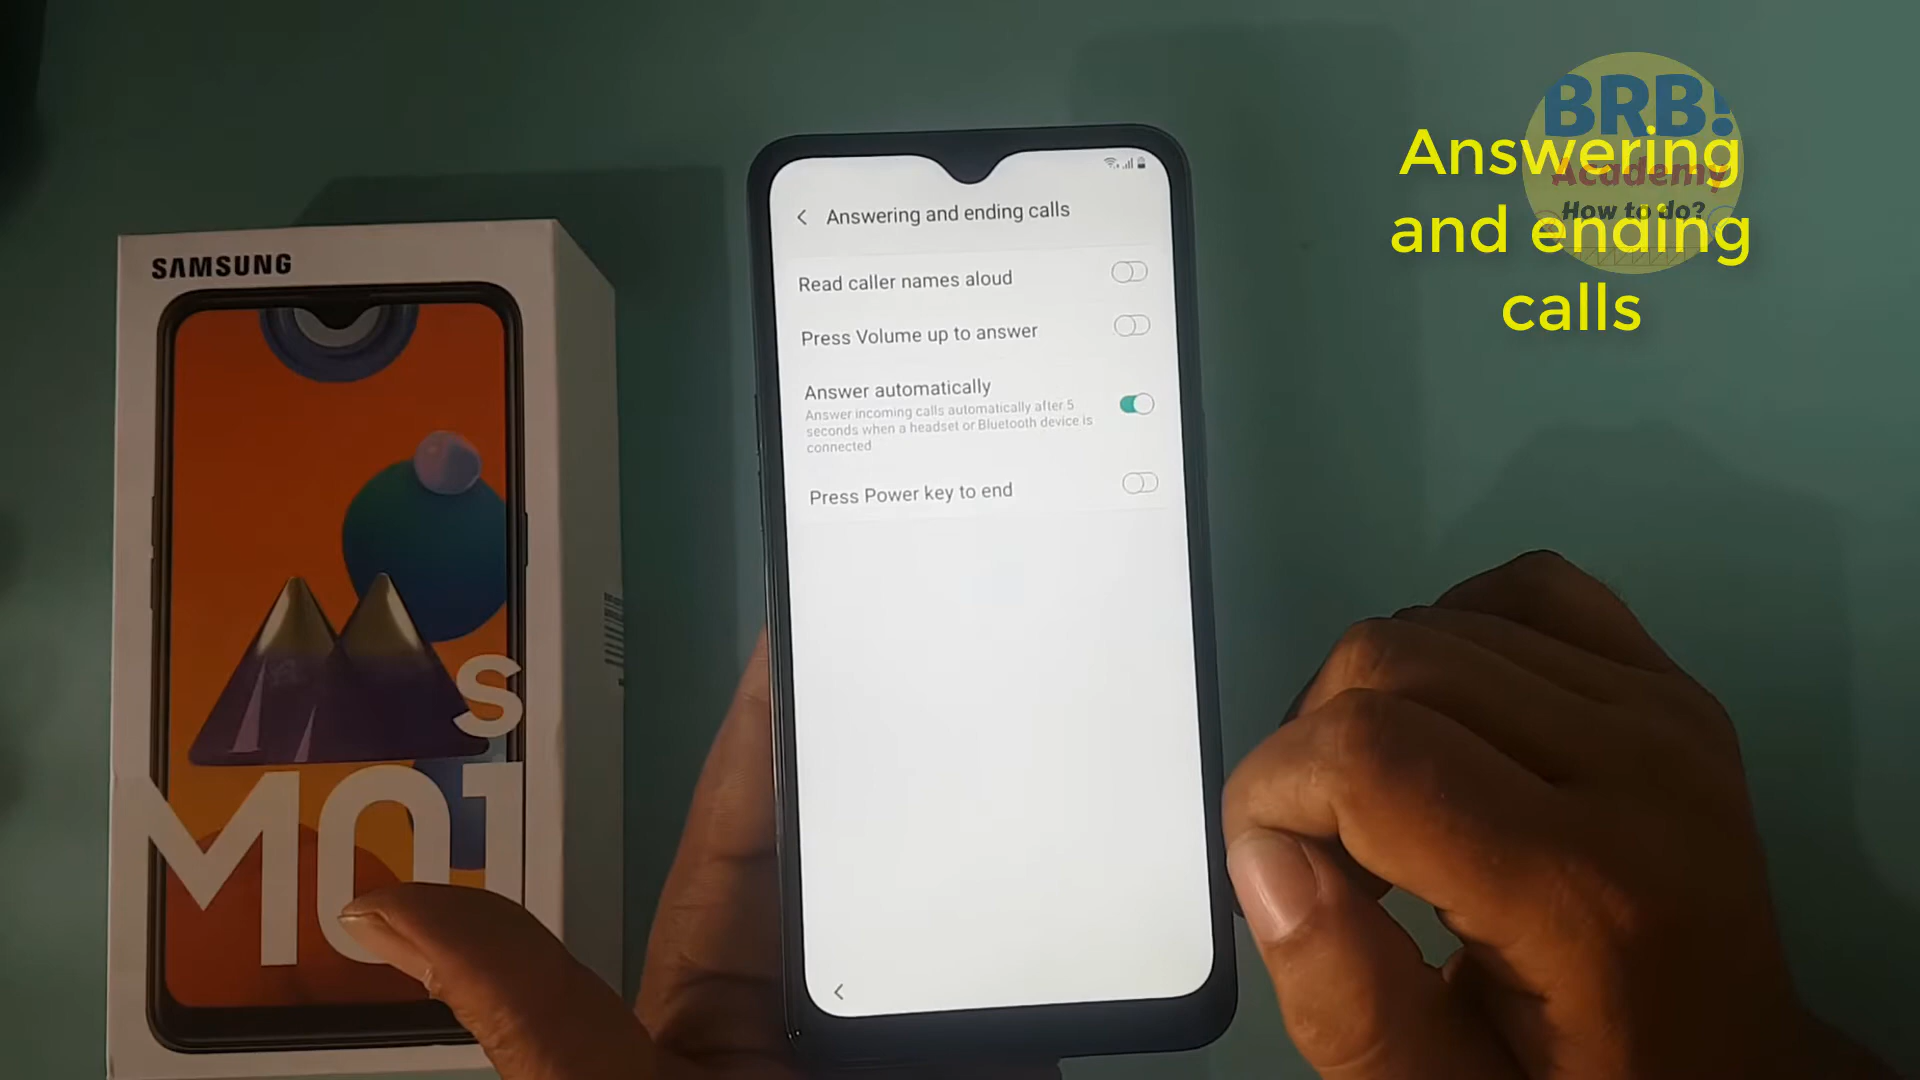 SAMSUNG
s
M01
Answering and ending calls
Read caller names aloud
Press Volume up to answer
Answer automatically
Answer incoming calls automatically after 5
seconds when a headset or Bluetooth device is
connected
Press Power key to end
BRB!
Academy
How to do?
Answering
and ending
calls